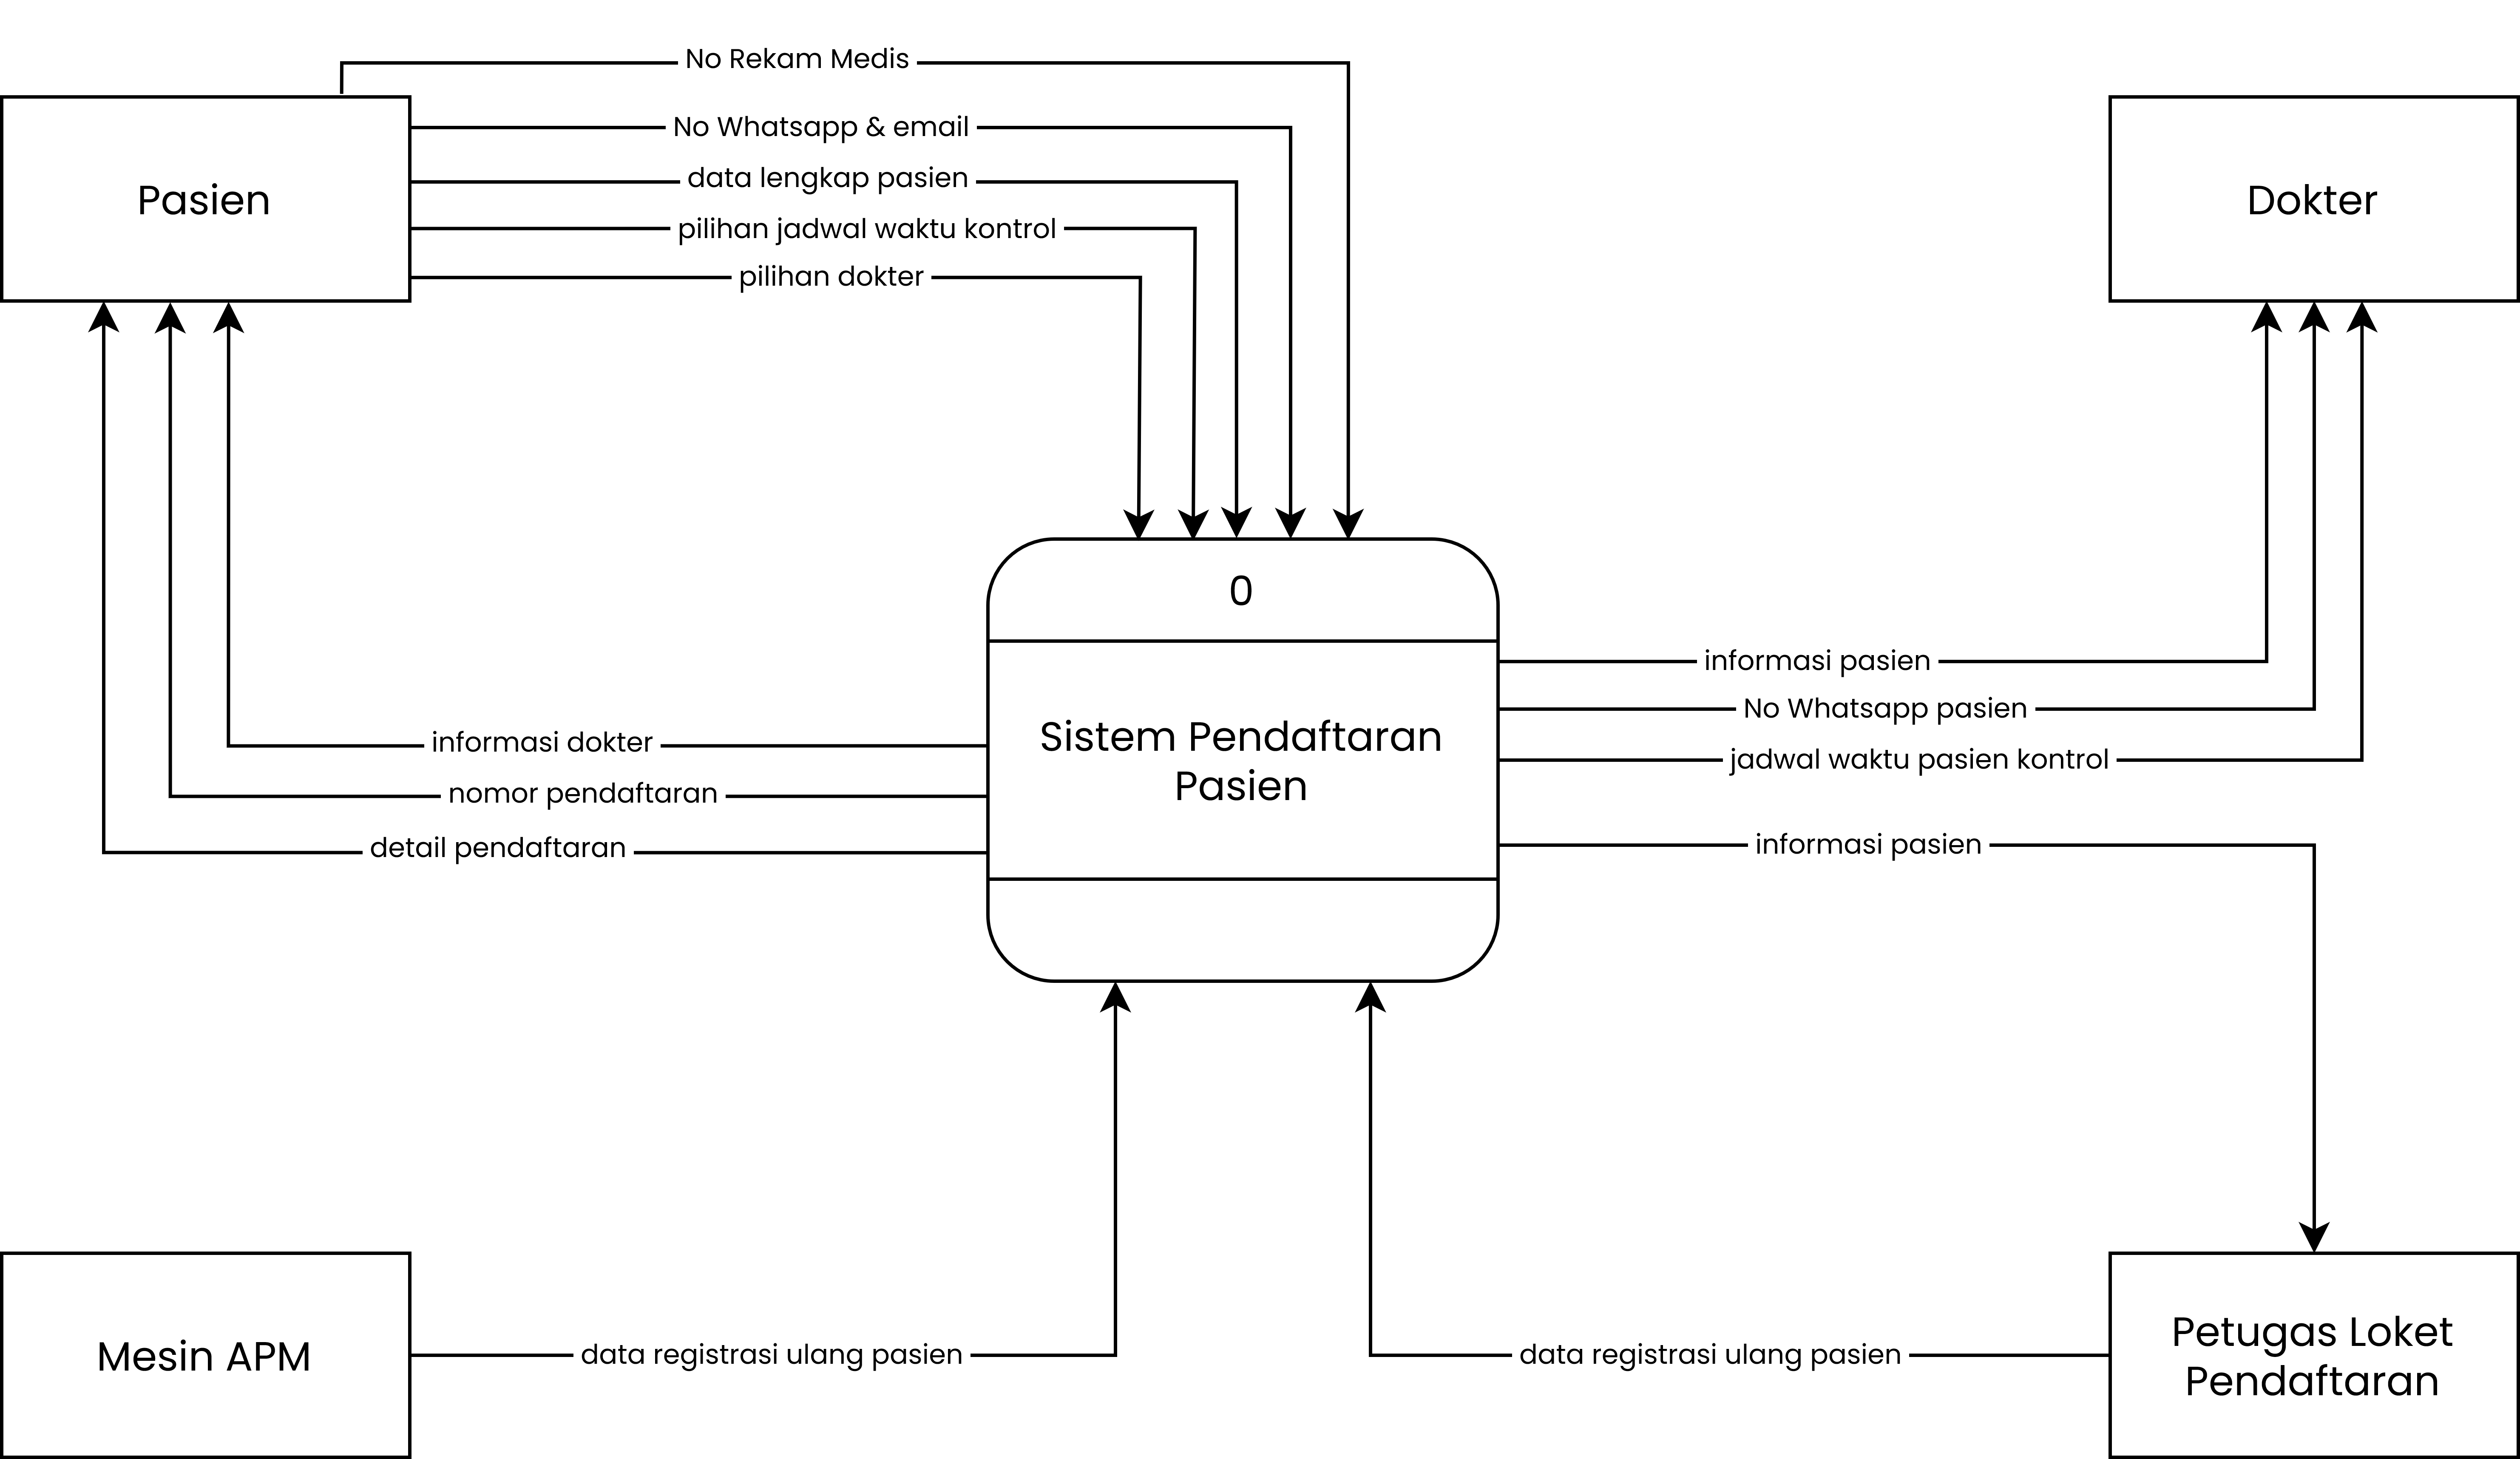 No Rekam Medis
No Whatsapp & email
data lengkap pasien
pilihan jadwal waktu kontrol
pilihan dokter
Pasien
Dokter
0
Sistem Pendaftaran
Pasien
informasi dokter
nomor pendaftaran
detail pendaftaran
informasi pasien
No Whatsapp pasien
jadwal waktu pasien kontrol
informasi pasien
Mesin APM
data registrasi ulang pasien
data registrasi ulang pasien
Petugas Loket
Pendaftaran